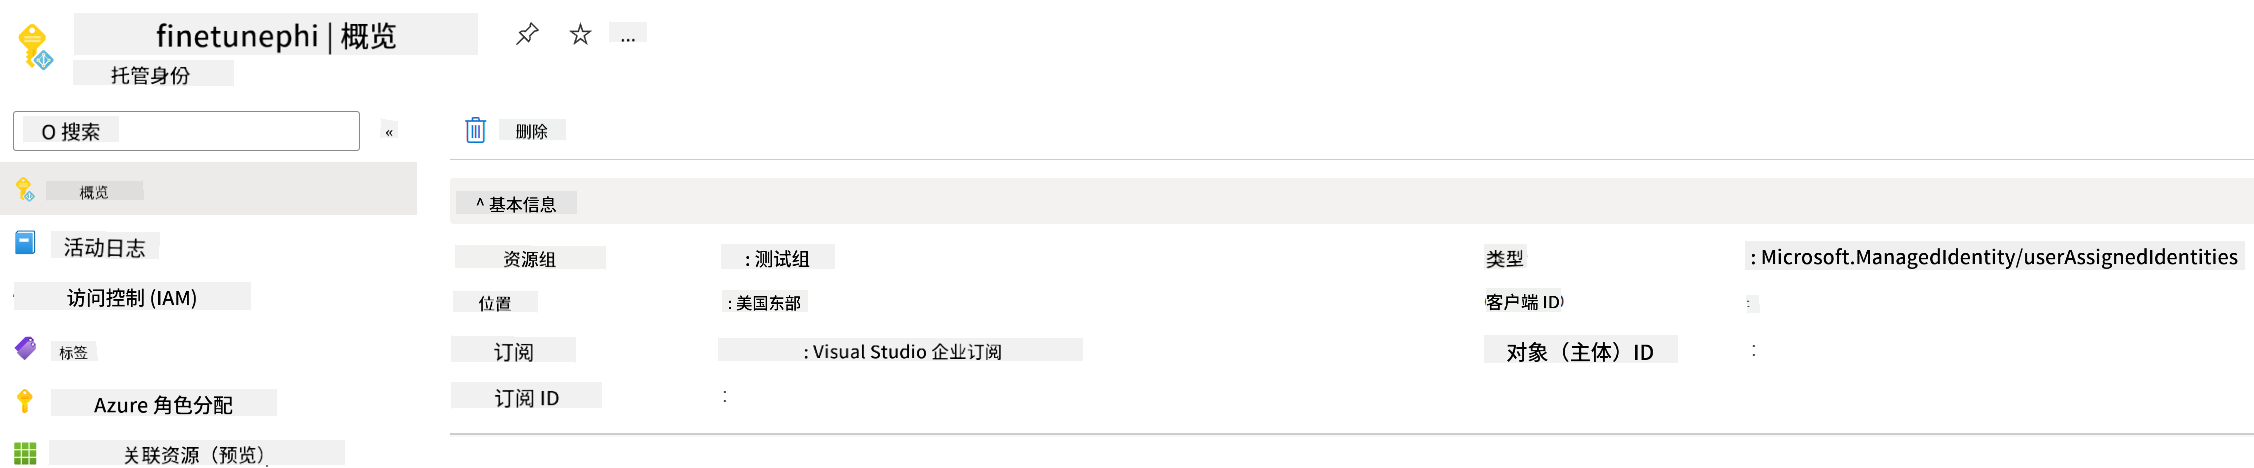 finetunephi | 概览
...
托管身份
O 搜索
«
删除
概览
^ 基本信息
活动日志
资源组
: 测试组
类型
: Microsoft.ManagedIdentity/userAssignedIdentities
访问控制 (IAM)
位置
: 美国东部
客户端 ID
:
标签
订阅
: Visual Studio 企业订阅
对象（主体）ID
:
Azure 角色分配
订阅 ID
:
关联资源（预览）